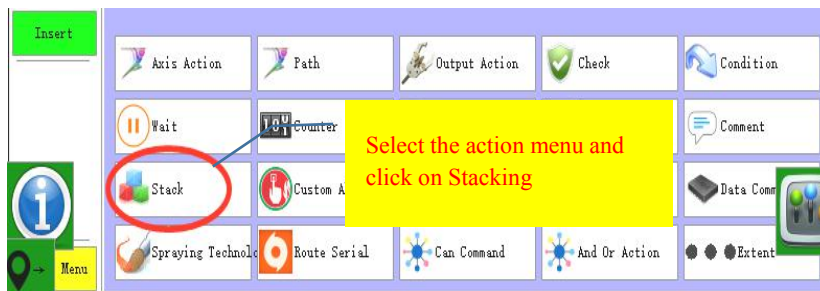 Insert
Axis Action
Path
Output Action
Check
Condition
Wait
Counter
Comment
Select the action menu and
click on Stacking
Stack
Custom A
Data Comm
Spraying Technolo
Route Serial
Can Command
And Or Action
Extent
Menu